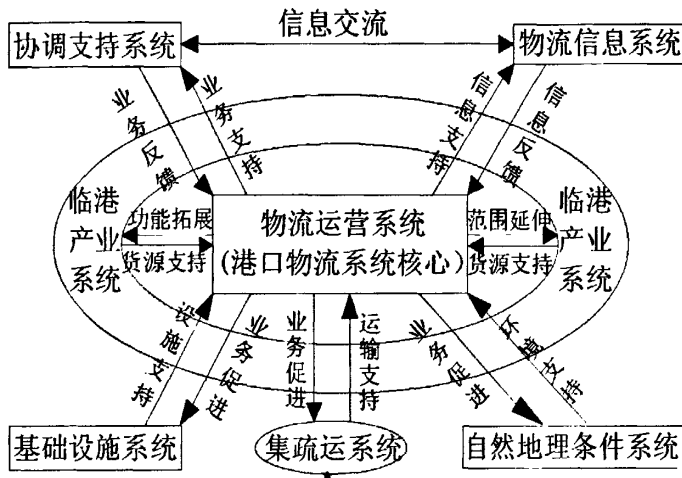 信息交流
协调支持系统
物流信息系统
业务反馈
业务支持
信息支持
信息反馈
临港
产业
系统
功能拓展
货源支持
物流运营系统
(港口物流系统核心)
范围延伸
货源支持
临港
产业
系统
设施支持
业务促进
业务促进
运输支持
业务促进
环境支持
基础设施系统
集疏运系统
自然地理条件系统